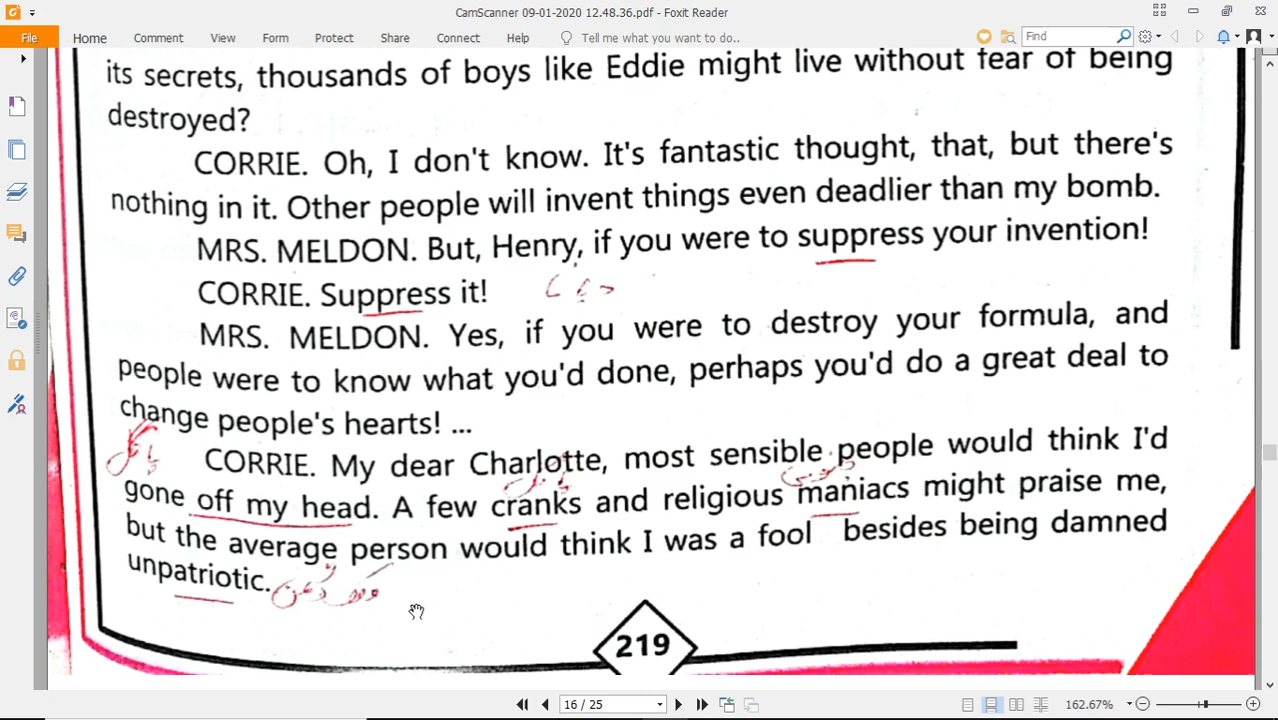 CamScanner 09-01-2020 12.48.36.pdf - Foxit Reader
File Home Comment View Form Protect Share Connect Help Tell me what you want to do.. Find
its secrets, thousands of boys like Eddie might live without fear of being
destroyed?
CORRIE. Oh, I don't know. It's fantastic thought, that, but there's
nothing in it. Other people will invent things even deadlier than my bomb.
MRS. MELDON. But, Henry, if you were to suppress your invention!
CORRIE. Suppress it!
MRS. MELDON. Yes, if you were to destroy your formula, and
people were to know what you'd done, perhaps you'd do a great deal to
change people's hearts! ...
CORRIE. My dear Charlotte, most sensible people would think I'd
gone off my head. A few cranks and religious maniacs might praise me,
but the average person would think I was a fool besides being damned
unpatriotic.
219
16 / 25 162.67%